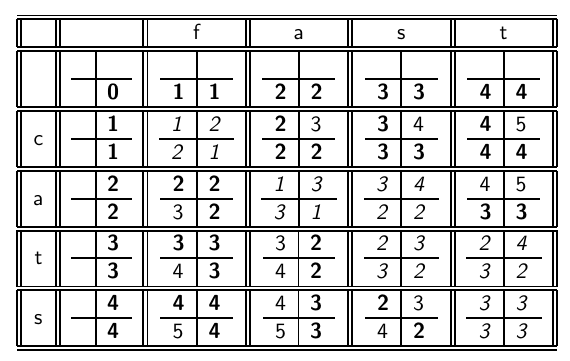 f a s t
0 1 1 2 2 3 3 4 4
1 1 2 2 3 3 4 4 5
c
1 2 1 2 2 3 3 4 4
2 2 2 1 3 3 4 4 5
a
2 3 2 3 1 2 2 3 3
3 3 3 3 2 2 3 2 4
t
3 4 3 4 2 3 2 3 2
4 4 4 4 3 2 3 3 3
s
4 5 4 5 3 4 2 3 3